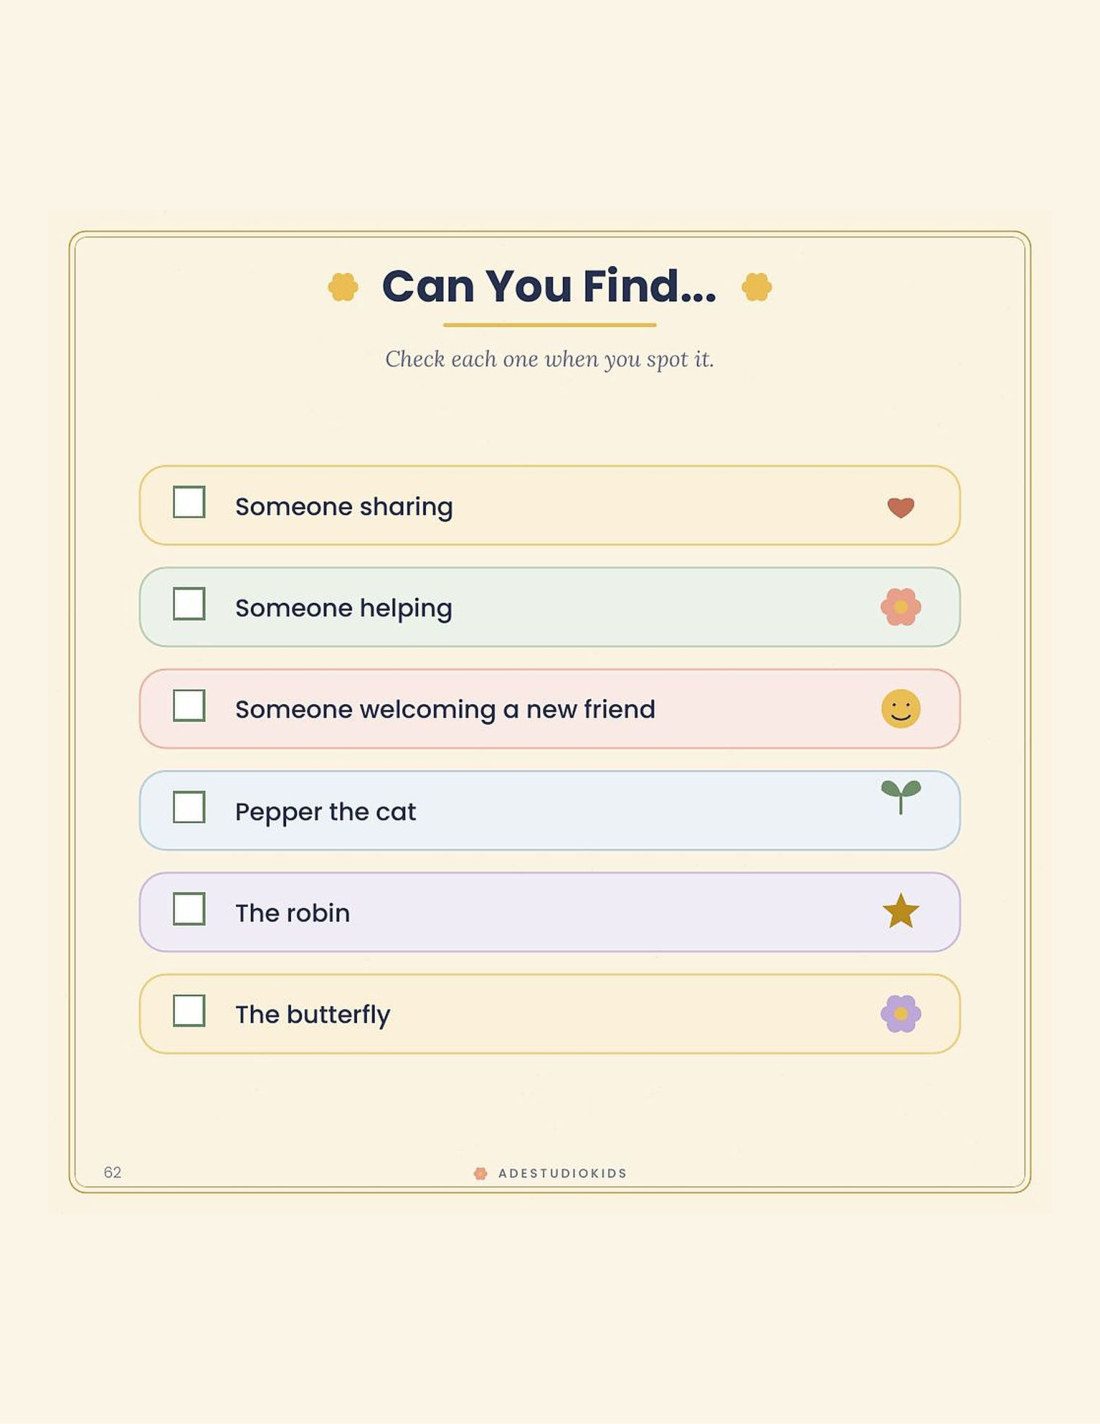 Can You Find...
Check each one when you spot it.
Someone sharing
Someone helping
Someone welcoming a new friend
Pepper the cat
The robin
The butterfly
62
ADESTUDIOKIDS